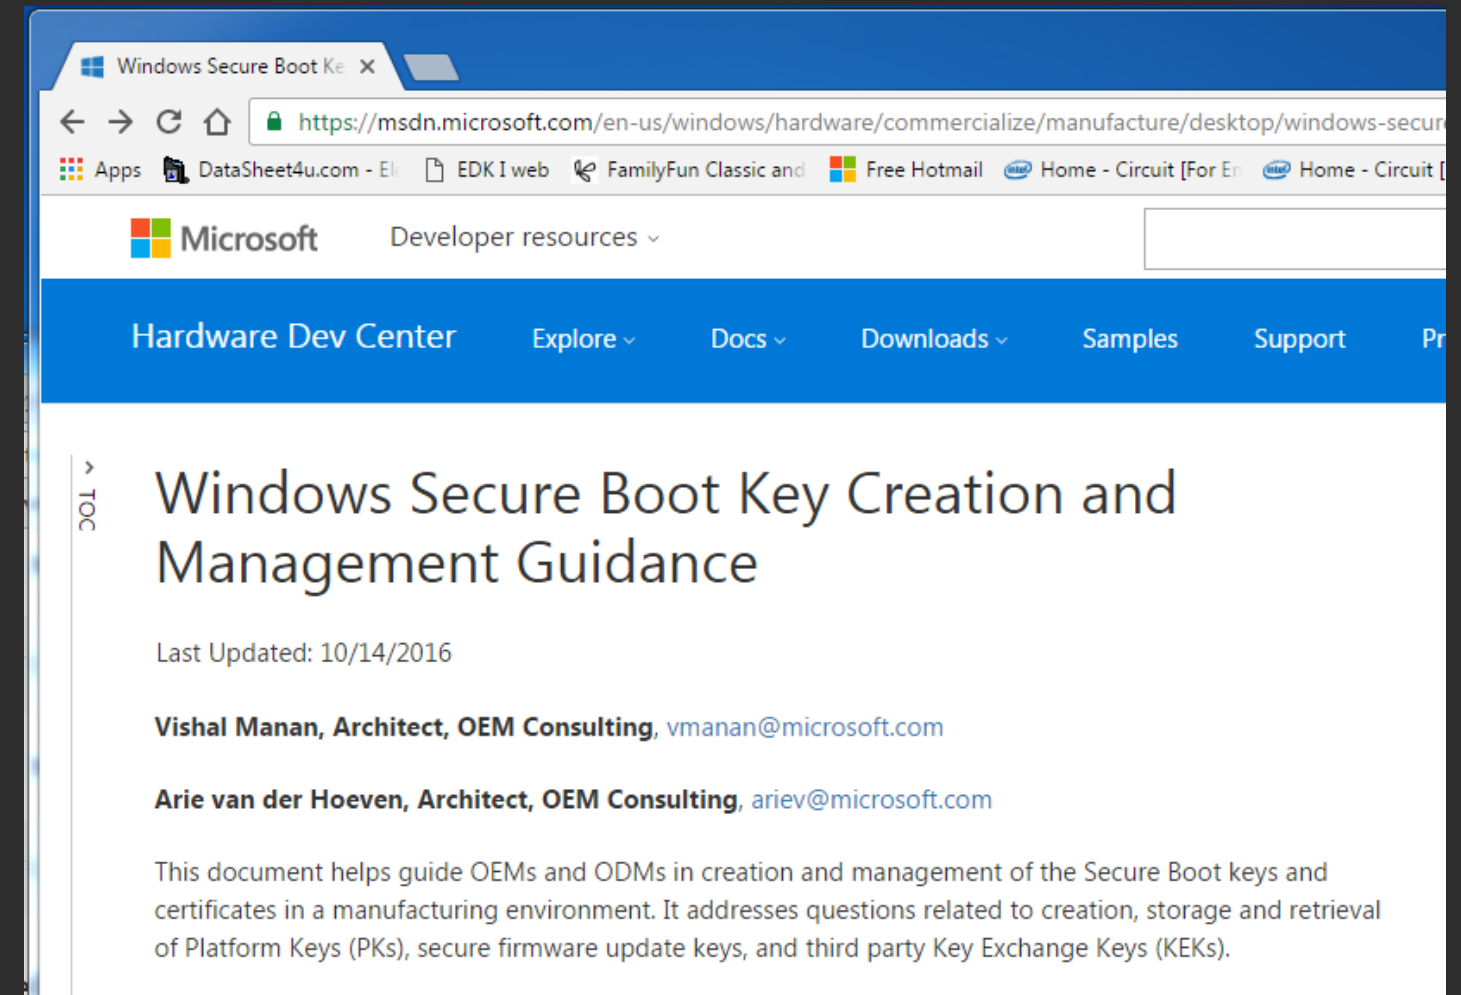 Windows Secure Boot Ke
https://msdn.microsoft.com/en-us/windows/hardware/commercialize/manufacture/desktop/windows-secur
Apps DataSheet4u.com - El EDK I web FamilyFun Classic and Free Hotmail Home - Circuit [For En Home - Circuit [
Microsoft Developer resources
Hardware Dev Center Explore Docs Downloads Samples Support Pr
TOC
Windows Secure Boot Key Creation and
Management Guidance
Last Updated: 10/14/2016
Vishal Manan, Architect, OEM Consulting, vmanan@microsoft.com
Arie van der Hoeven, Architect, OEM Consulting, ariev@microsoft.com
This document helps guide OEMs and ODMs in creation and management of the Secure Boot keys and
certificates in a manufacturing environment. It addresses questions related to creation, storage and retrieval
of Platform Keys (PKs), secure firmware update keys, and third party Key Exchange Keys (KEKs).